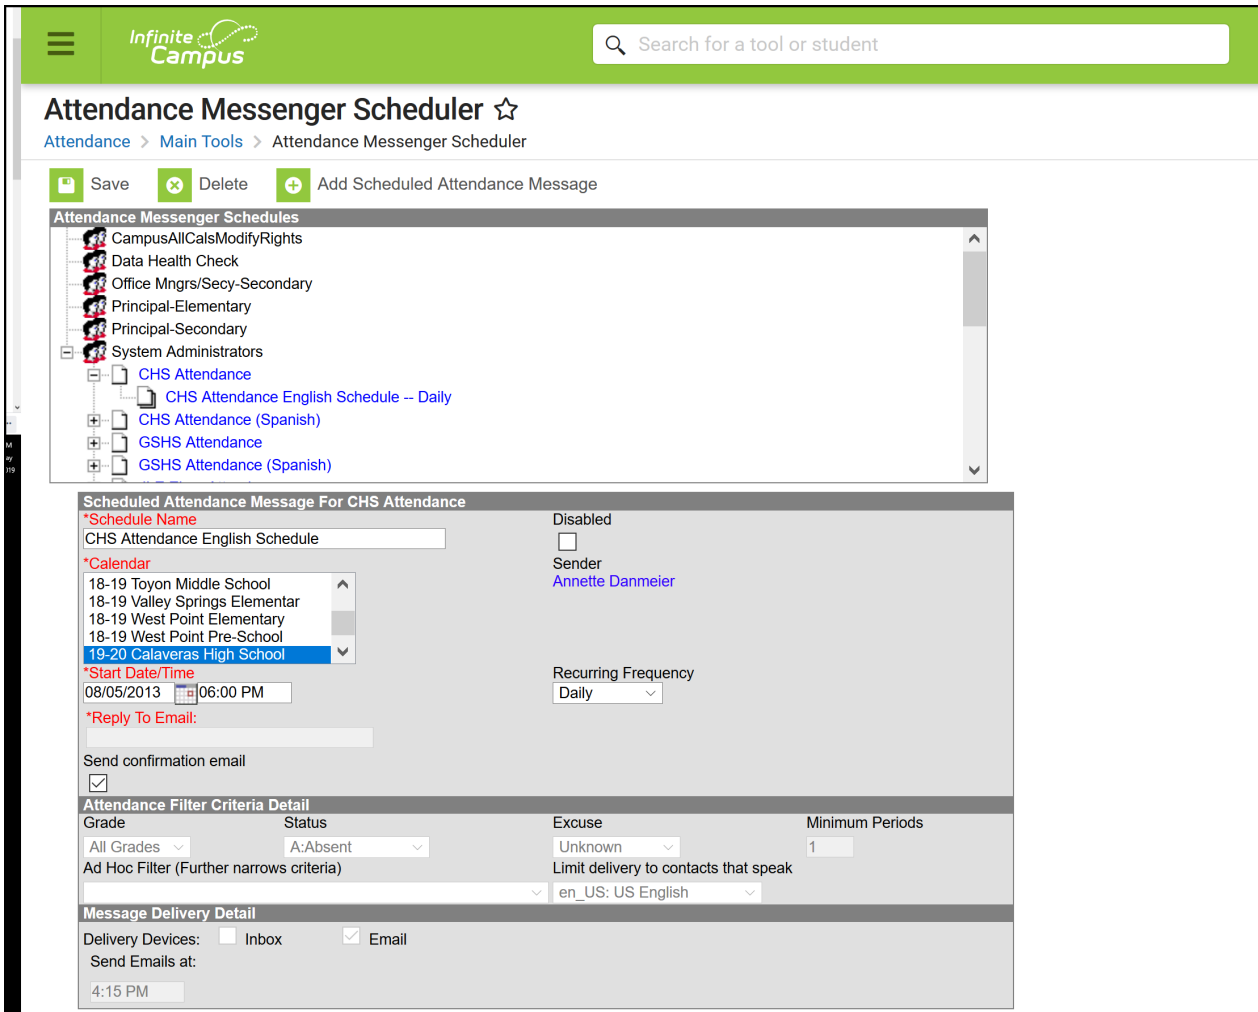 Infinite
Campus
Search for a tool or student
Attendance Messenger Scheduler
Attendance > Main Tools > Attendance Messenger Scheduler
Save Delete Add Scheduled Attendance Message
Attendance Messenger Schedules
CampusAllCalsModifyRights
Data Health Check
Office Mngrs/Secy-Secondary
Principal-Elementary
Principal-Secondary
System Administrators
CHS Attendance
CHS Attendance English Schedule -- Daily
CHS Attendance (Spanish)
GSHS Attendance
GSHS Attendance (Spanish)
Scheduled Attendance Message For CHS Attendance
*Schedule Name Disabled
CHS Attendance English Schedule
*Calendar Sender
Annette Danmeier
18-19 Toyon Middle School
18-19 Valley Springs Elementar
18-19 West Point Elementary
18-19 West Point Pre-School
19-20 Calaveras High School
*Start Date/Time Recurring Frequency
08/05/2013 06:00 PM Daily
*Reply To Email:
Send confirmation email
Attendance Filter Criteria Detail
Grade Status Excuse Minimum Periods
All Grades A:Absent Unknown 1
Ad Hoc Filter (Further narrows criteria) Limit delivery to contacts that speak
en_US: US English
Message Delivery Detail
Delivery Devices: Inbox Email
Send Emails at:
4:15 PM